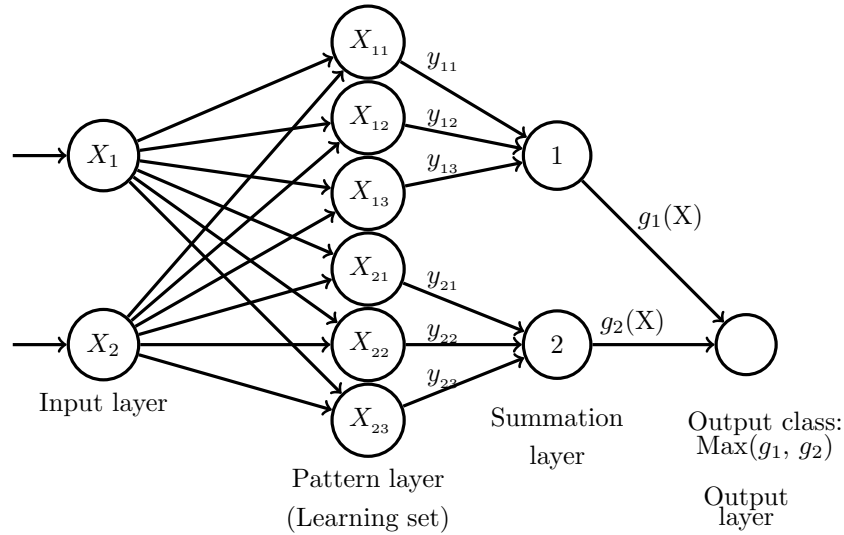 X₁₁
y₁₁
X₁₂
y₁₂
X₁
1
y₁₃
X₁₃
g₁(X)
X₂₁
y₂₁
g₂(X)
X₂
X₂₂
y₂₂
2
y₂₃
Input layer
X₂₃
Summation
layer
Output class:
Max(g₁, g₂)
Pattern layer
(Learning set)
Output
layer